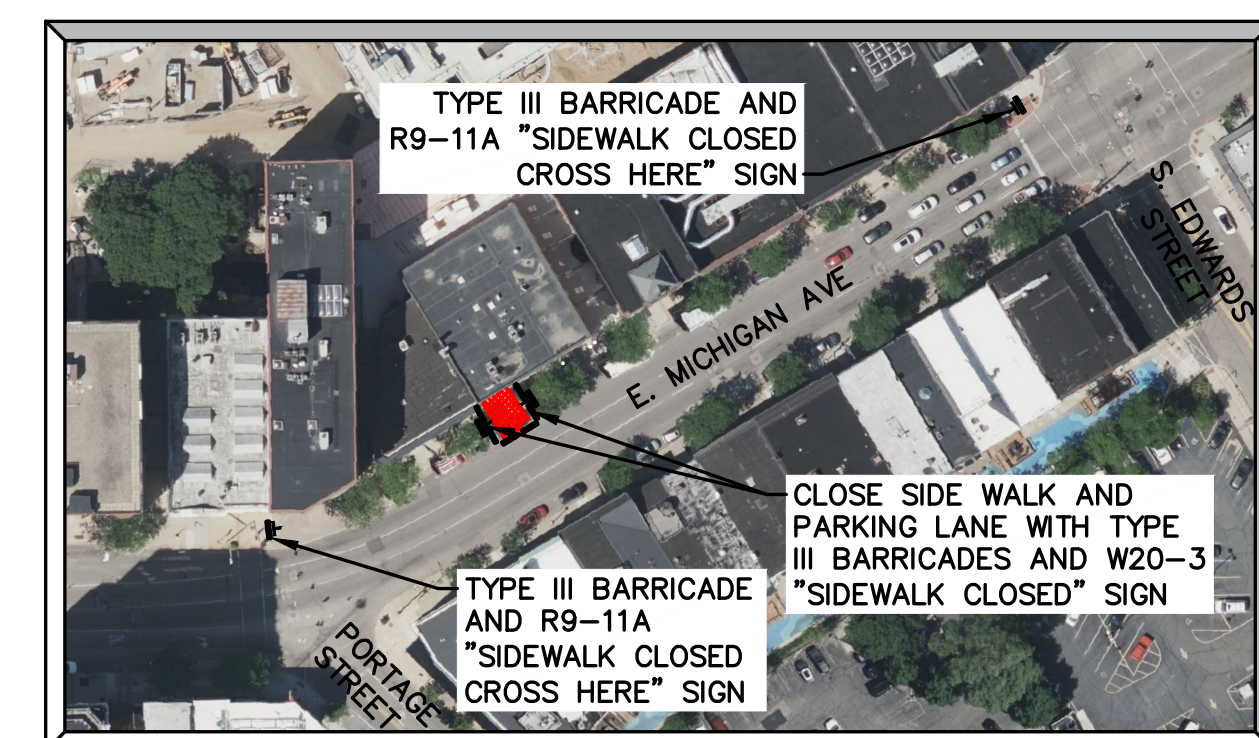 TYPE III BARRICADE AND
R9-11A "SIDEWALK CLOSED
CROSS HERE" SIGN
S. EDWARDS
STREET
E. MICHIGAN AVE
CLOSE SIDE WALK AND
PARKING LANE WITH TYPE
III BARRICADES AND W20-3
"SIDEWALK CLOSED" SIGN
TYPE III BARRICADE
AND R9-11A
"SIDEWALK CLOSED
CROSS HERE" SIGN
PORTAGE
STREET